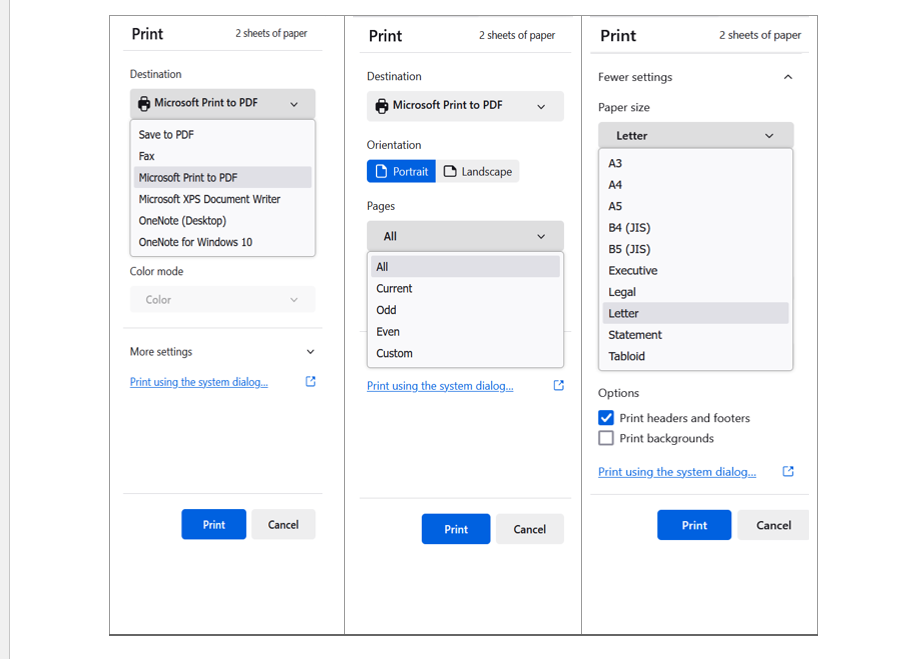 Print
2 sheets of paper
Destination
Microsoft Print to PDF
Save to PDF
Fax
Microsoft Print to PDF
Microsoft XPS Document Writer
OneNote (Desktop)
OneNote for Windows 10
Color mode
Color
More settings
Print using the system dialog...
Print
Cancel
Print
2 sheets of paper
Destination
Microsoft Print to PDF
Orientation
Portrait
Landscape
Pages
All
All
Current
Odd
Even
Custom
Print using the system dialog...
Print
Cancel
Print
2 sheets of paper
Fewer settings
Paper size
Letter
A3
A4
A5
B4 (JIS)
B5 (JIS)
Executive
Legal
Letter
Statement
Tabloid
Options
Print headers and footers
Print backgrounds
Print using the system dialog...
Print
Cancel